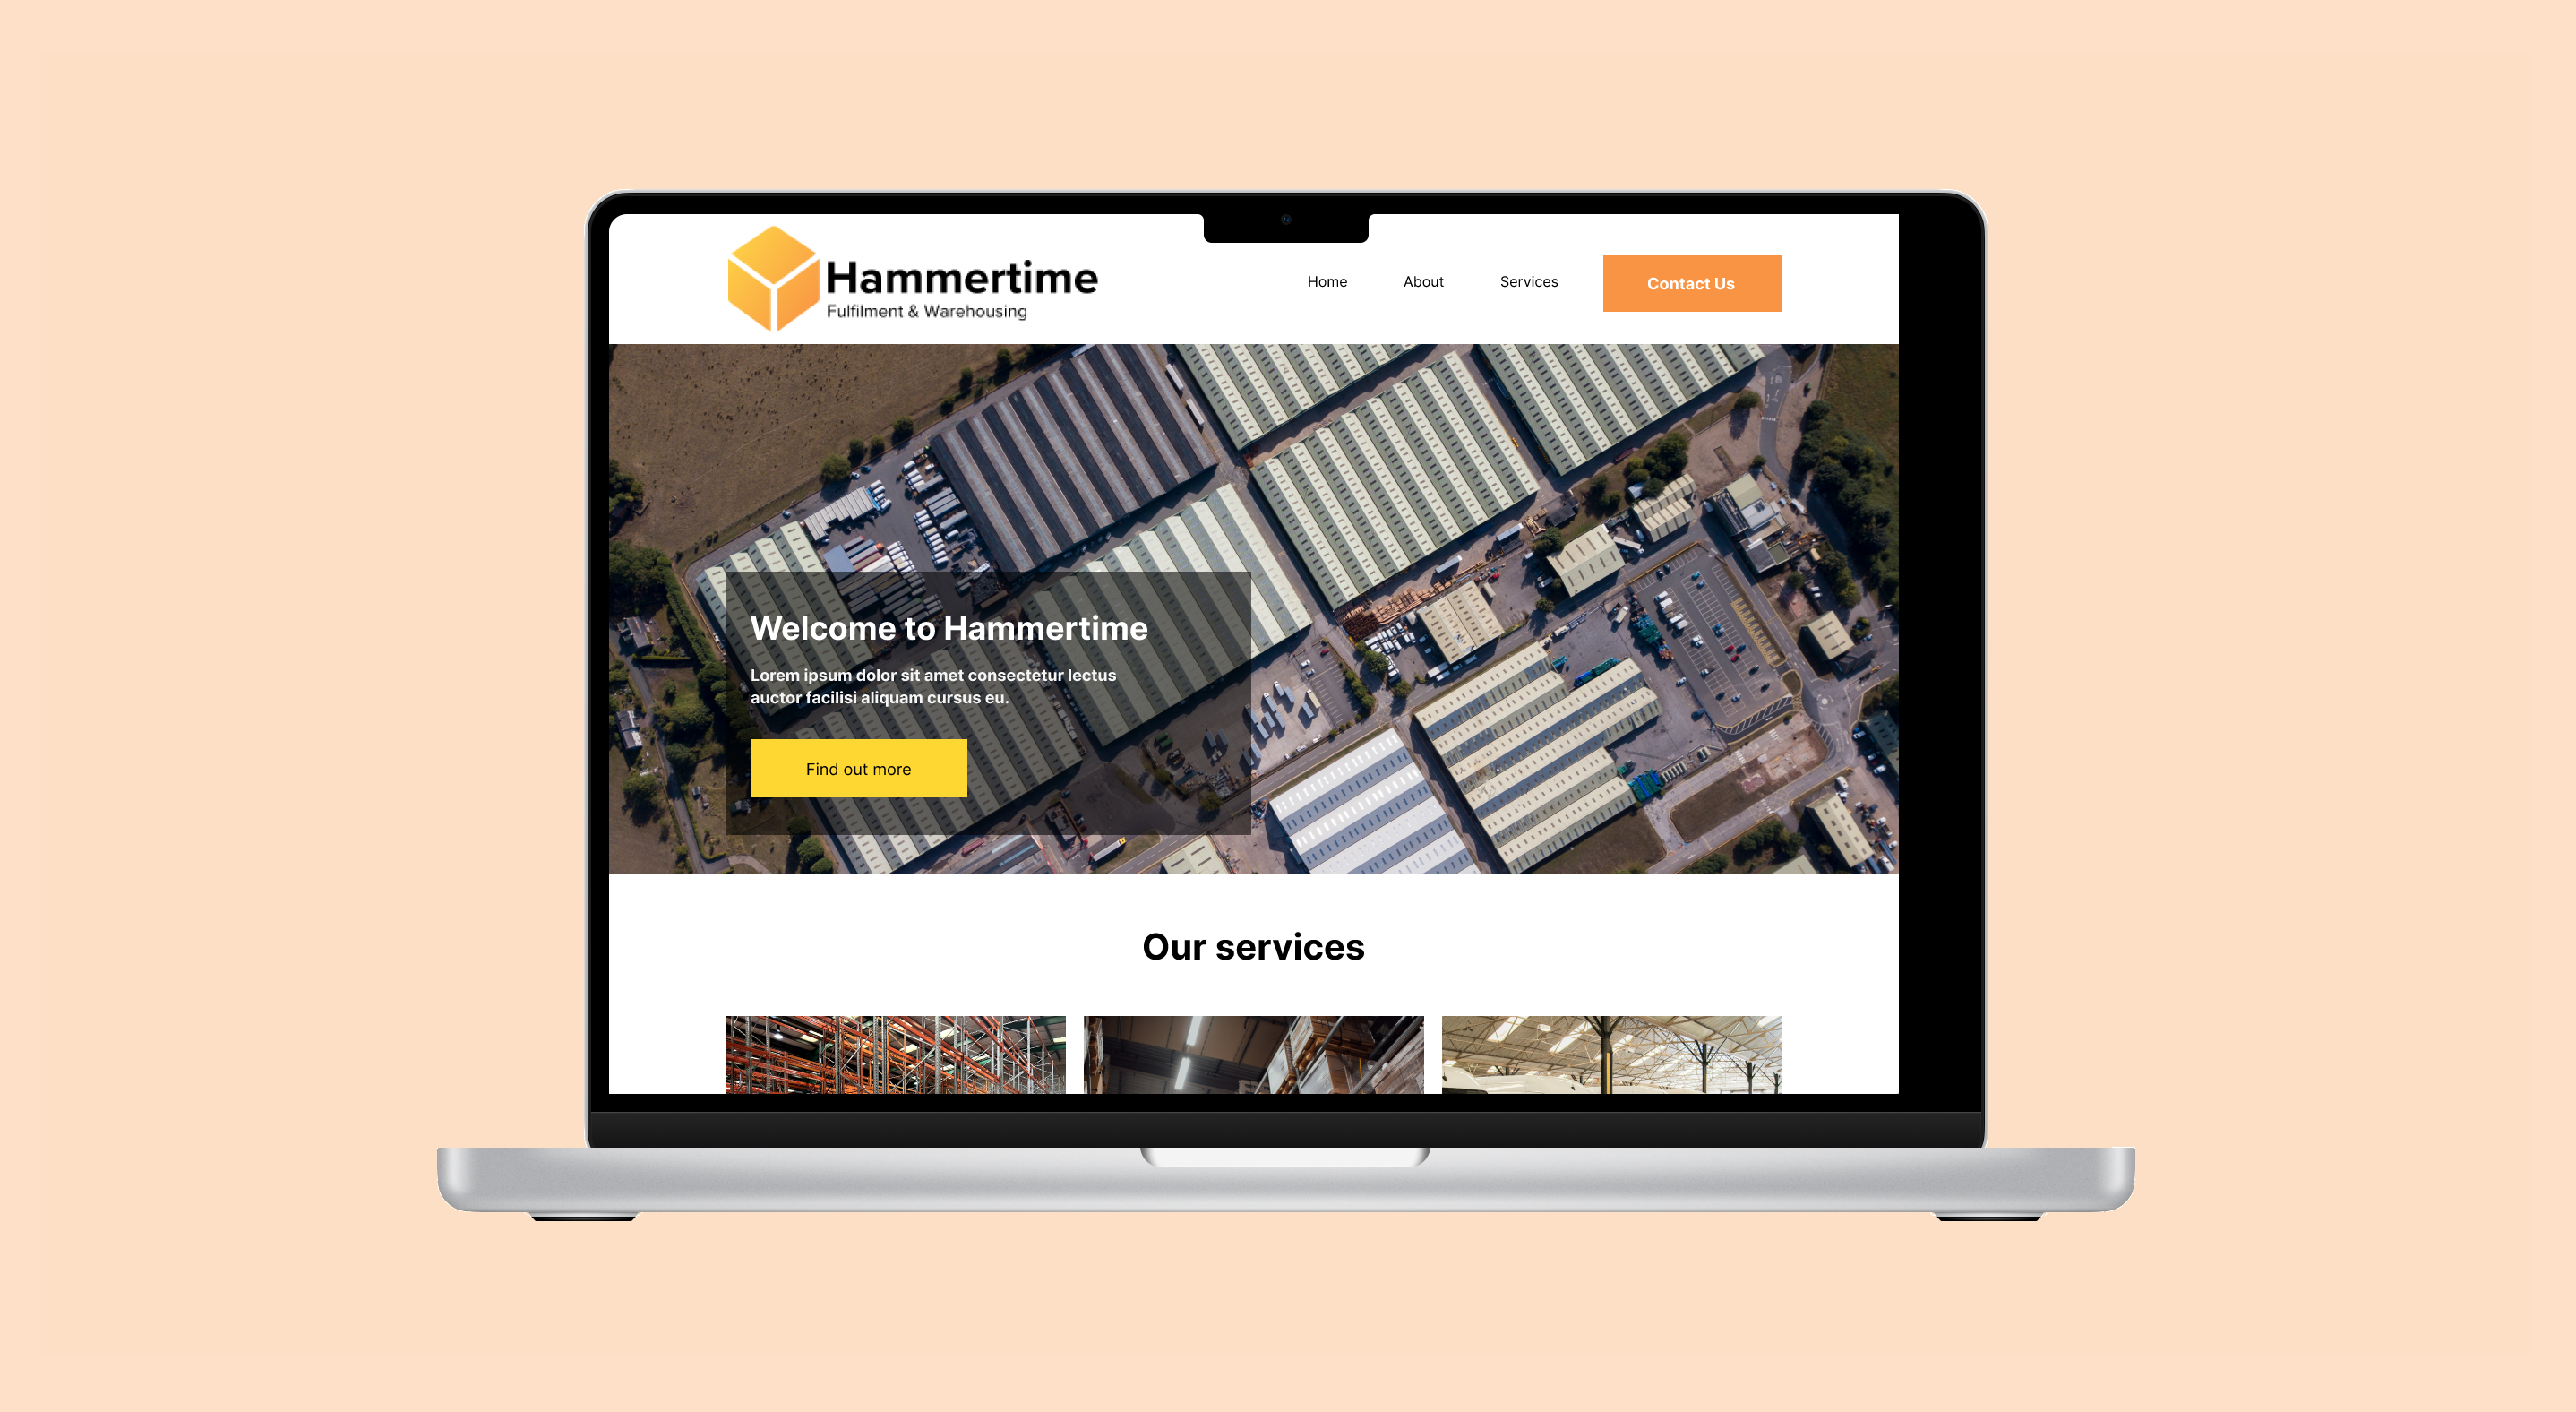 Hammertime
Fulfilment & Warehousing
Home
About
Services
Contact Us
Welcome to Hammertime
Lorem ipsum dolor sit amet consectetur lectus
auctor facilisi aliquam cursus eu.
Find out more
Our services